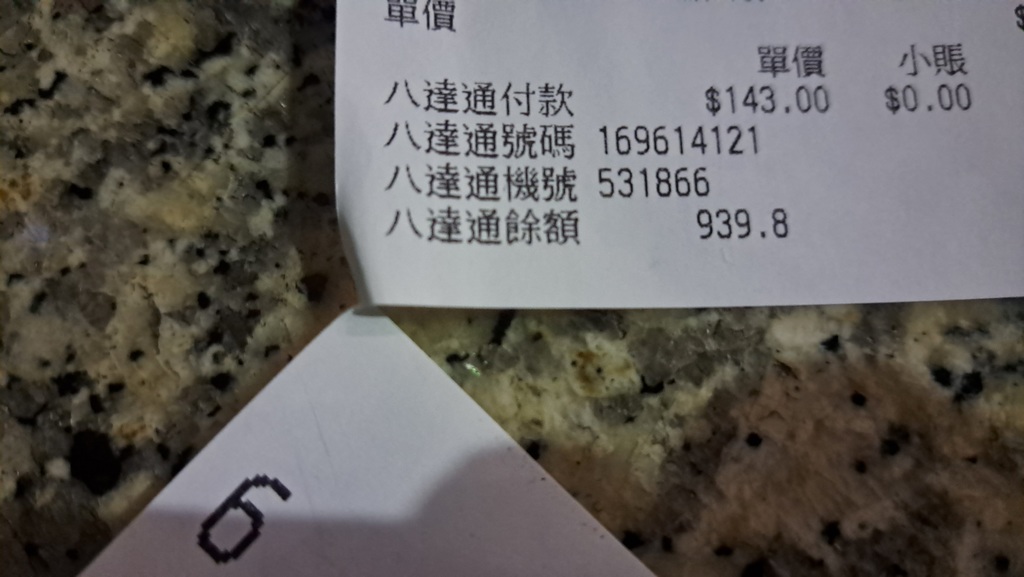 單價
$
單價 小賬
八達通付款 $143.00 $0.00
八達通號碼 169614121
八達通機號 531866
八達通餘額 939.8
6